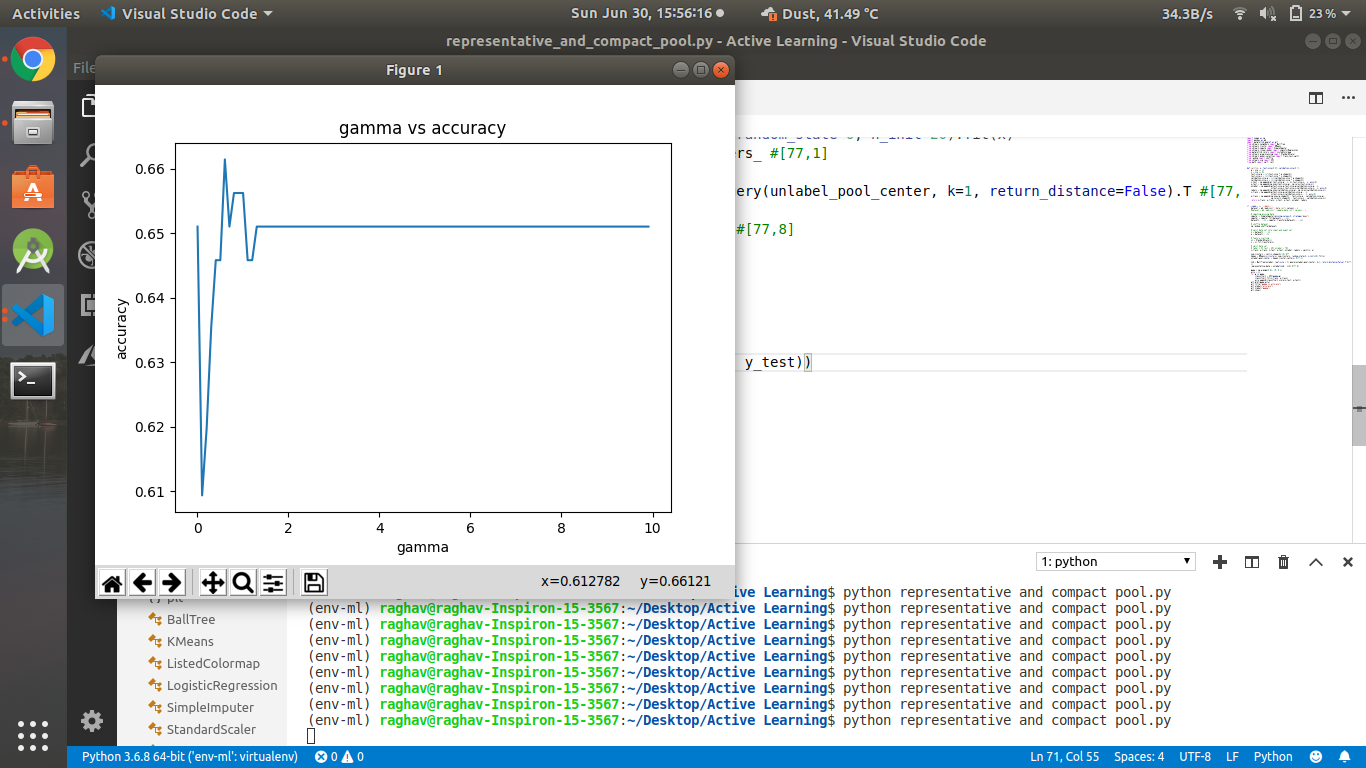 Activities
Visual Studio Code
Sun Jun 30, 15:56:16
Dust, 41.49 °C
34.3B/s
23 %
representative_and_compact_pool.py - Active Learning - Visual Studio Code
File
Figure 1
gamma vs accuracy
0.66
0.65
0.64
0.63
0.62
0.61
accuracy
0 2 4 6 8 10
gamma
x=0.612782 y=0.66121
ers_ #[77,1]
ery(unlabel_pool_center, k=1, return_distance=False).T #[77,
#[77,8]
y_test))
1: python
BallTree
KMeans
ListedColormap
LogisticRegression
SimpleImputer
StandardScaler
ive Learning$ python representative and compact pool.py
(env-ml) raghav@raghav-Inspiron-15-3567:~/Desktop/Active Learning$ python representative and compact pool.py
(env-ml) raghav@raghav-Inspiron-15-3567:~/Desktop/Active Learning$ python representative and compact pool.py
(env-ml) raghav@raghav-Inspiron-15-3567:~/Desktop/Active Learning$ python representative and compact pool.py
(env-ml) raghav@raghav-Inspiron-15-3567:~/Desktop/Active Learning$ python representative and compact pool.py
(env-ml) raghav@raghav-Inspiron-15-3567:~/Desktop/Active Learning$ python representative and compact pool.py
(env-ml) raghav@raghav-Inspiron-15-3567:~/Desktop/Active Learning$ python representative and compact pool.py
(env-ml) raghav@raghav-Inspiron-15-3567:~/Desktop/Active Learning$ python representative and compact pool.py
(env-ml) raghav@raghav-Inspiron-15-3567:~/Desktop/Active Learning$ python representative and compact pool.py
Python 3.6.8 64-bit ('env-ml': virtualenv)
0
0
Ln 71, Col 55
Spaces: 4
UTF-8
LF
Python